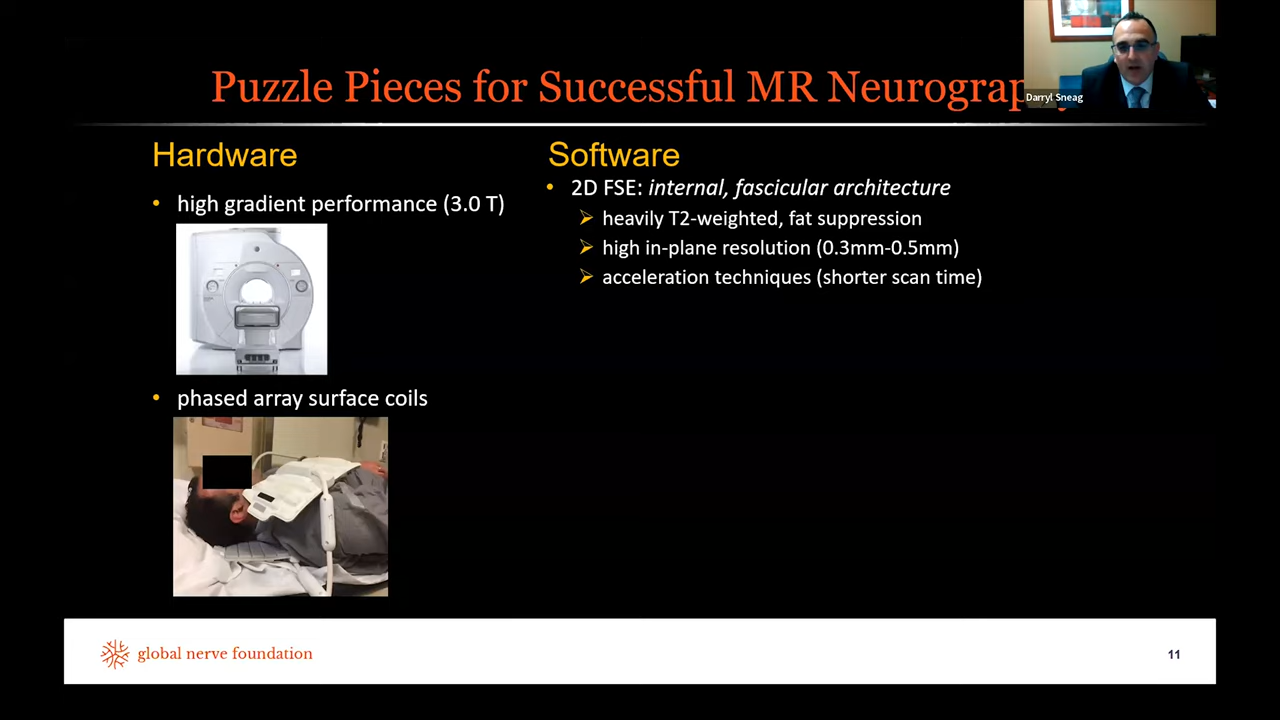 Puzzle Pieces for Successful MR
Darryl Sneag
Hardware
• high gradient performance (3.0 T)
• phased array surface coils
Software
• 2D FSE: internal, fascicular architecture
➢ heavily T2-weighted, fat suppression
➢ high in-plane resolution (0.3mm-0.5mm)
➢ acceleration techniques (shorter scan time)
global nerve foundation
11